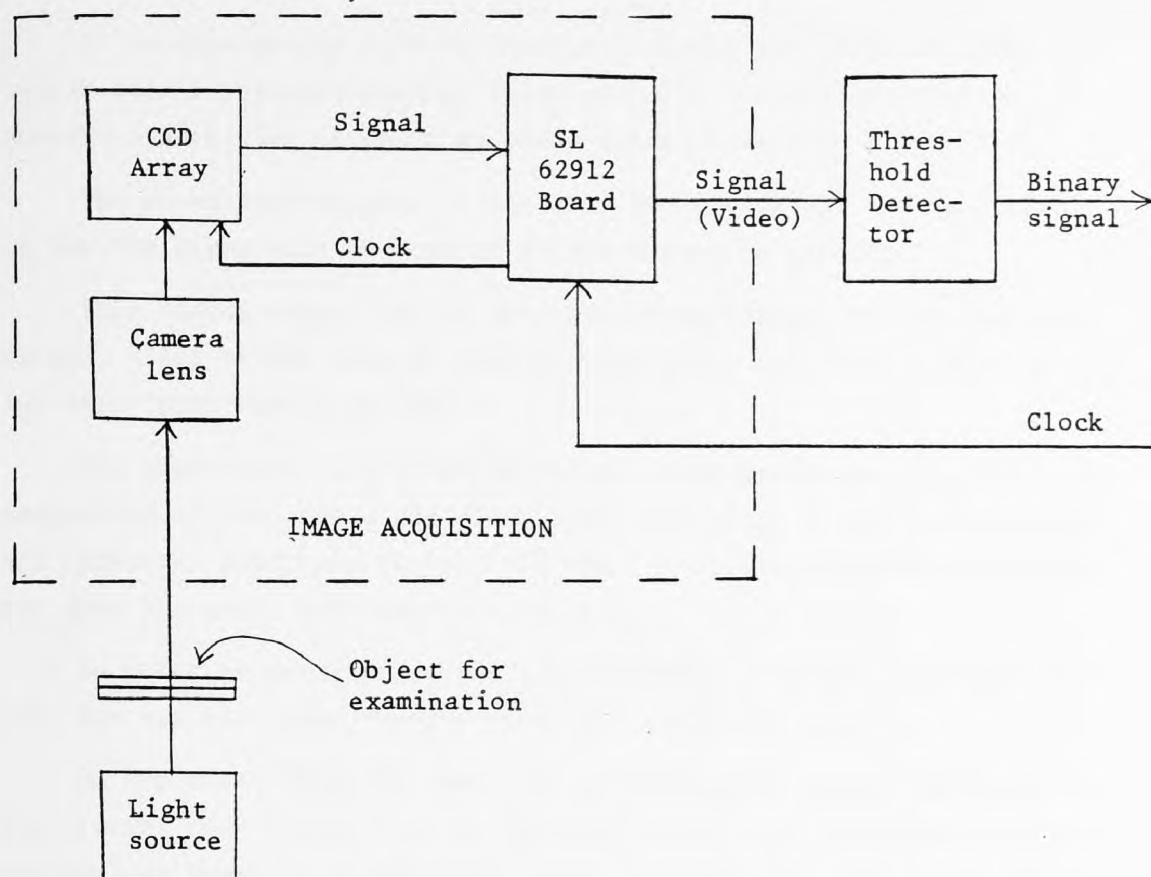 CCD
Array
Signal
Clock
SL
62912
Board
Signal
(Video)
Thres-
hold
Detec-
tor
Binary
signal
Camera
lens
Clock
IMAGE ACQUISITION
Object for
examination
Light
source